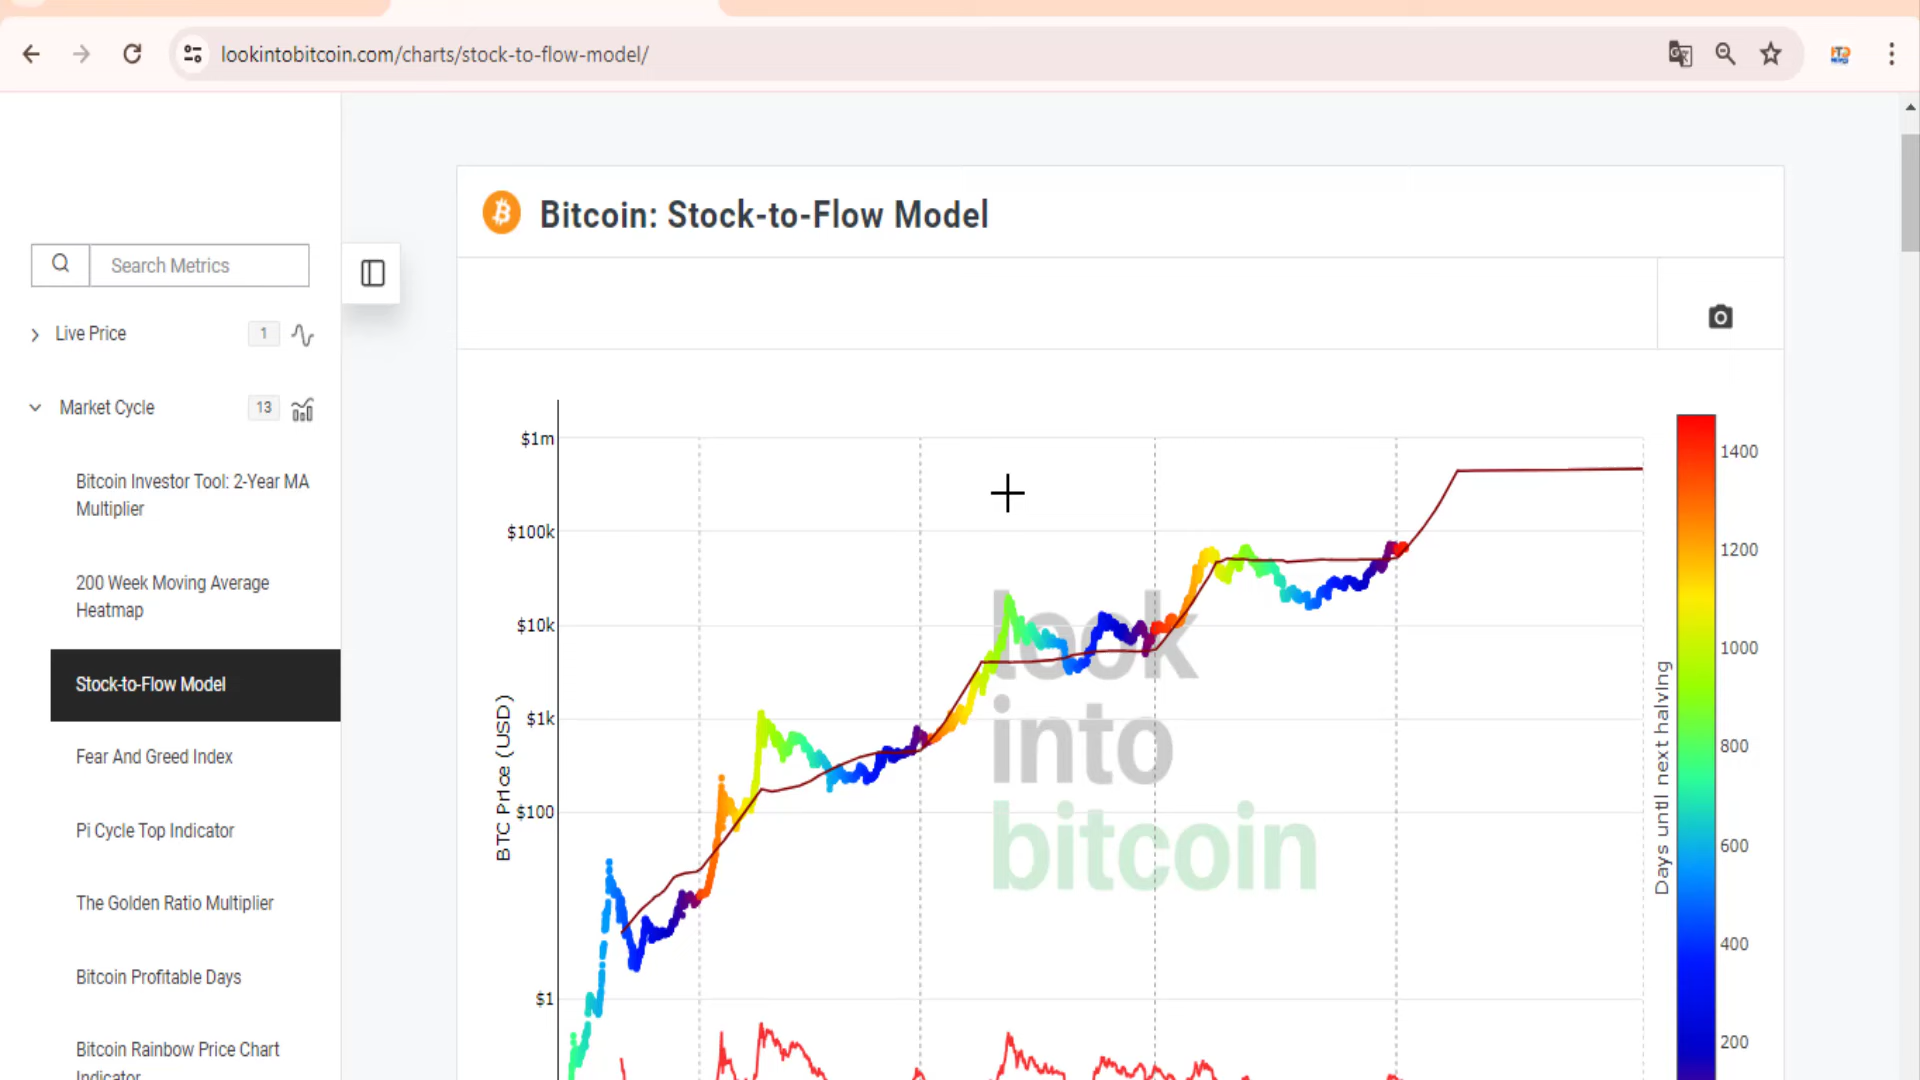 lookintobitcoin.com/charts/stock-to-flow-model/
Search Metrics
Live Price
1
Market Cycle
13
Bitcoin Investor Tool: 2-Year MA
Multiplier
200 Week Moving Average
Heatmap
Stock-to-Flow Model
Fear And Greed Index
Pi Cycle Top Indicator
The Golden Ratio Multiplier
Bitcoin Profitable Days
Bitcoin Rainbow Price Chart
Indicator
Bitcoin: Stock-to-Flow Model
BTC Price (USD)
$1m
$100k
$10k
$1k
$100
$1
look
into
bitcoin
Days until next halving
1400
1200
1000
800
600
400
200